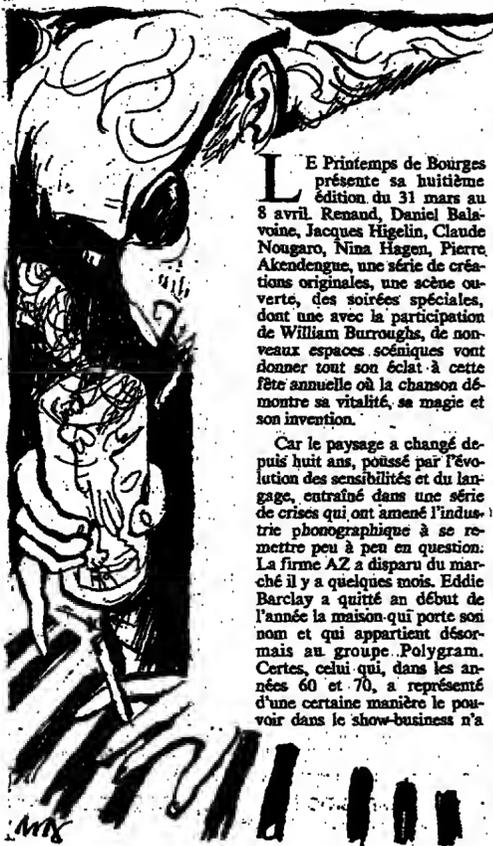 LE Printemps de Bourges
présente sa huitième
édition du 31 mars au
8 avril. Renaud, Daniel Bala-
voine, Jacques Higelin, Claude
Nougaro, Nina Hagen, Pierre
Akendengue, une série de créa-
tions originales, une scène ou-
verte, des soirées spéciales,
dont une avec la participation
de William Burroughs, de nou-
veaux espaces scéniques vont
donner tout son éclat à cette
fête annuelle où la chanson dé-
montre sa vitalité, sa magie et
son invention.
Car le paysage a changé de-
puis huit ans, poussé par l'évo-
lution des sensibilités et du lan-
gage, entraîné dans une série
de crises qui ont amené l'indus-
trie phonographique à se re-
mettre peu à peu en question.
La firme AZ a disparu du mar-
ché il y a quelques mois. Eddie
Barclay a quitté an début de
l'année la maison qui porte son
nom et qui appartient désor-
mais au groupe Polygram.
Certes, celui qui, dans les an-
nées 60 et 70, a représenté
d'une certaine manière le pou-
voir dans le show-business n'a